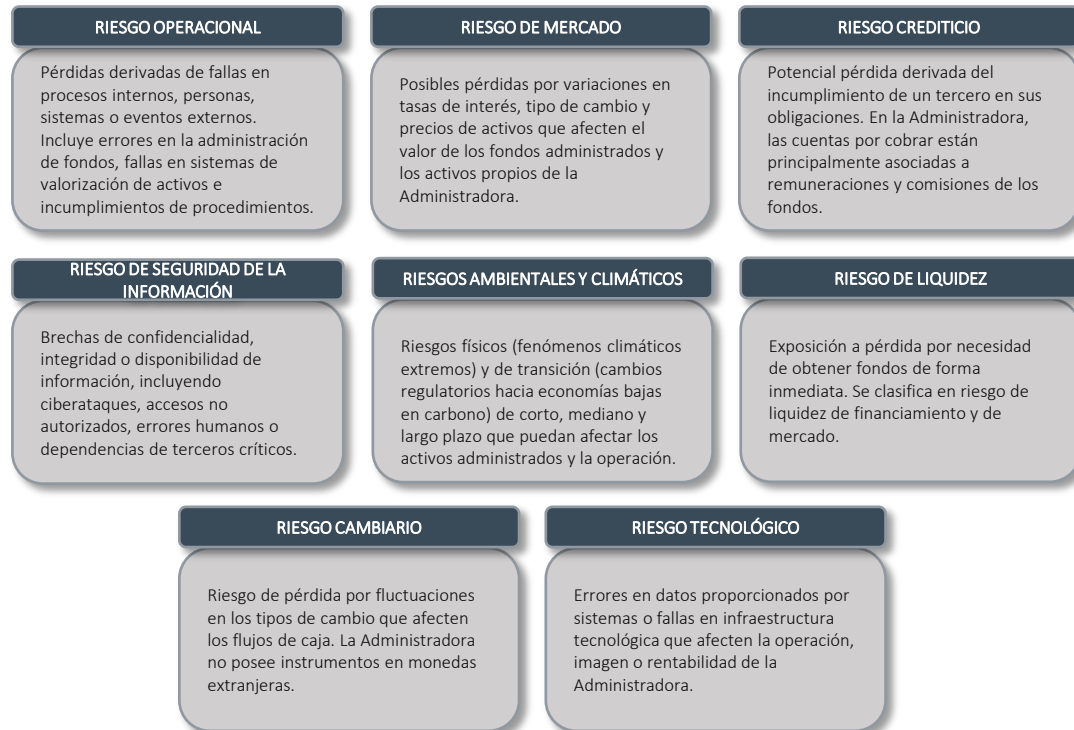 RIESGO OPERACIONAL
Pérdidas derivadas de fallas en
procesos internos, personas,
sistemas o eventos externos.
Incluye errores en la administración
de fondos, fallas en sistemas de
valorización de activos e
incumplimientos de procedimientos.
RIESGO DE MERCADO
Posibles pérdidas por variaciones en
tasas de interés, tipo de cambio y
precios de activos que afecten el
valor de los fondos administrados y
los activos propios de la
Administradora.
RIESGO CREDITICIO
Potencial pérdida derivada del
incumplimiento de un tercero en sus
obligaciones. En la Administradora,
las cuentas por cobrar están
principalmente asociadas a
remuneraciones y comisiones de los
fondos.
RIESGO DE SEGURIDAD DE LA
INFORMACIÓN
Brechas de confidencialidad,
integridad o disponibilidad de
información, incluyendo
ciberataques, accesos no
autorizados, errores humanos o
dependencias de terceros críticos.
RIESGOS AMBIENTALES Y CLIMÁTICOS
Riesgos físicos (fenómenos climáticos
extremos) y de transición (cambios
regulatorios hacia economías bajas
en carbono) de corto, mediano y
largo plazo que puedan afectar los
activos administrados y la operación.
RIESGO DE LIQUIDEZ
Exposición a pérdida por necesidad
de obtener fondos de forma
inmediata. Se clasifica en riesgo de
liquidez de financiamiento y de
mercado.
RIESGO CAMBIARIO
Riesgo de pérdida por fluctuaciones
en los tipos de cambio que afecten
los flujos de caja. La Administradora
no posee instrumentos en monedas
extranjeras.
RIESGO TECNOLÓGICO
Errores en datos proporcionados por
sistemas o fallas en infraestructura
tecnológica que afecten la operación,
imagen o rentabilidad de la
Administradora.